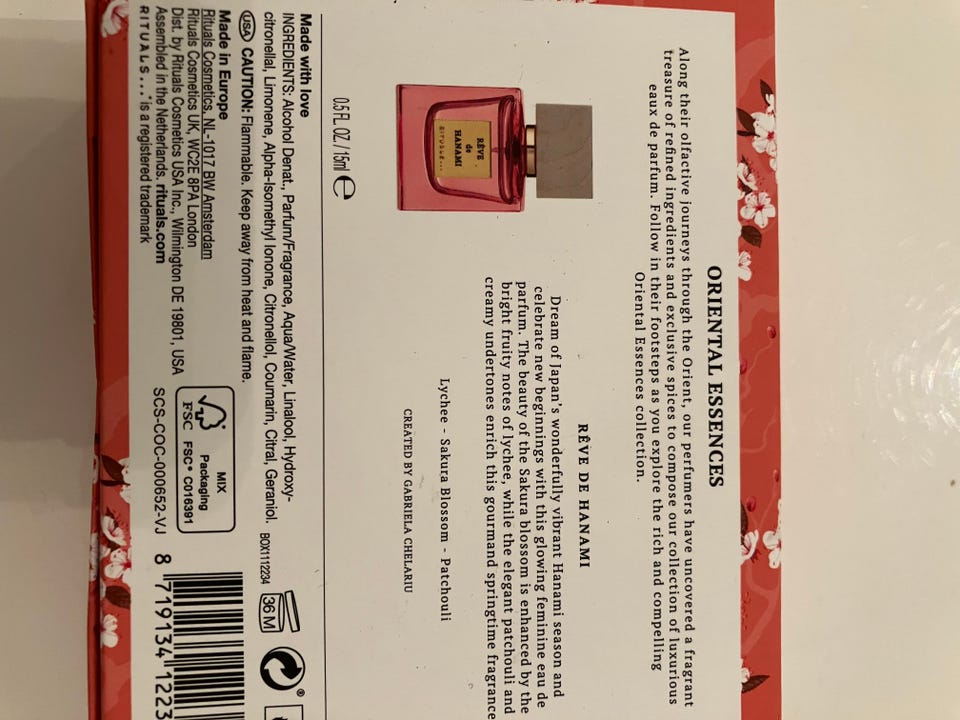 ORIENTAL ESSENCES
Along their olfactory journeys through the Orient, our perfumers have uncovered a fragrant
treasure of refined ingredients and exclusive spices to compose our collection of luxurious
eaux de parfum. Follow in their footsteps as you explore the rich and compelling
Oriental Essences collection.
RÊVE
de
HANAMI
RITUALS...
RÊVE DE HANAMI
Dream of Japan's wonderfully vibrant Hanami season and
celebrate new beginnings with this glowing feminine eau de
parfum. The beauty of the Sakura blossom is enhanced by the
bright fruity notes of lychee, while the elegant patchouli and
creamy undertones enrich this gourmand springtime fragrance
Lychee - Sakura Blossom - Patchouli
CREATED BY GABRIELA CHELARIU
0.5 FL.OZ / 15ml e
Made with love
INGREDIENTS: Alcohol Denat., Parfum/Fragrance, Aqua/Water, Linalool, Hydroxy-
citronellal, Limonene, Alpha-Isomethyl Ionone, Citronellol, Coumarin, Citral, Geraniol.
BOX1112234
36 M
USA CAUTION: Flammable. Keep away from heat and flame.
Made in Europe
Rituals Cosmetics, NL-1017 BW Amsterdam
Rituals Cosmetics UK, WC2E 8PA London
Dist. by Rituals Cosmetics USA Inc., Wilmington DE 19801, USA
Assembled in the Netherlands. rituals.com
RITUALS... ® is a registered trademark
MIX
Packaging
FSC FSC® C016391
SCS-COC-000652-VJ
8 719134 1223